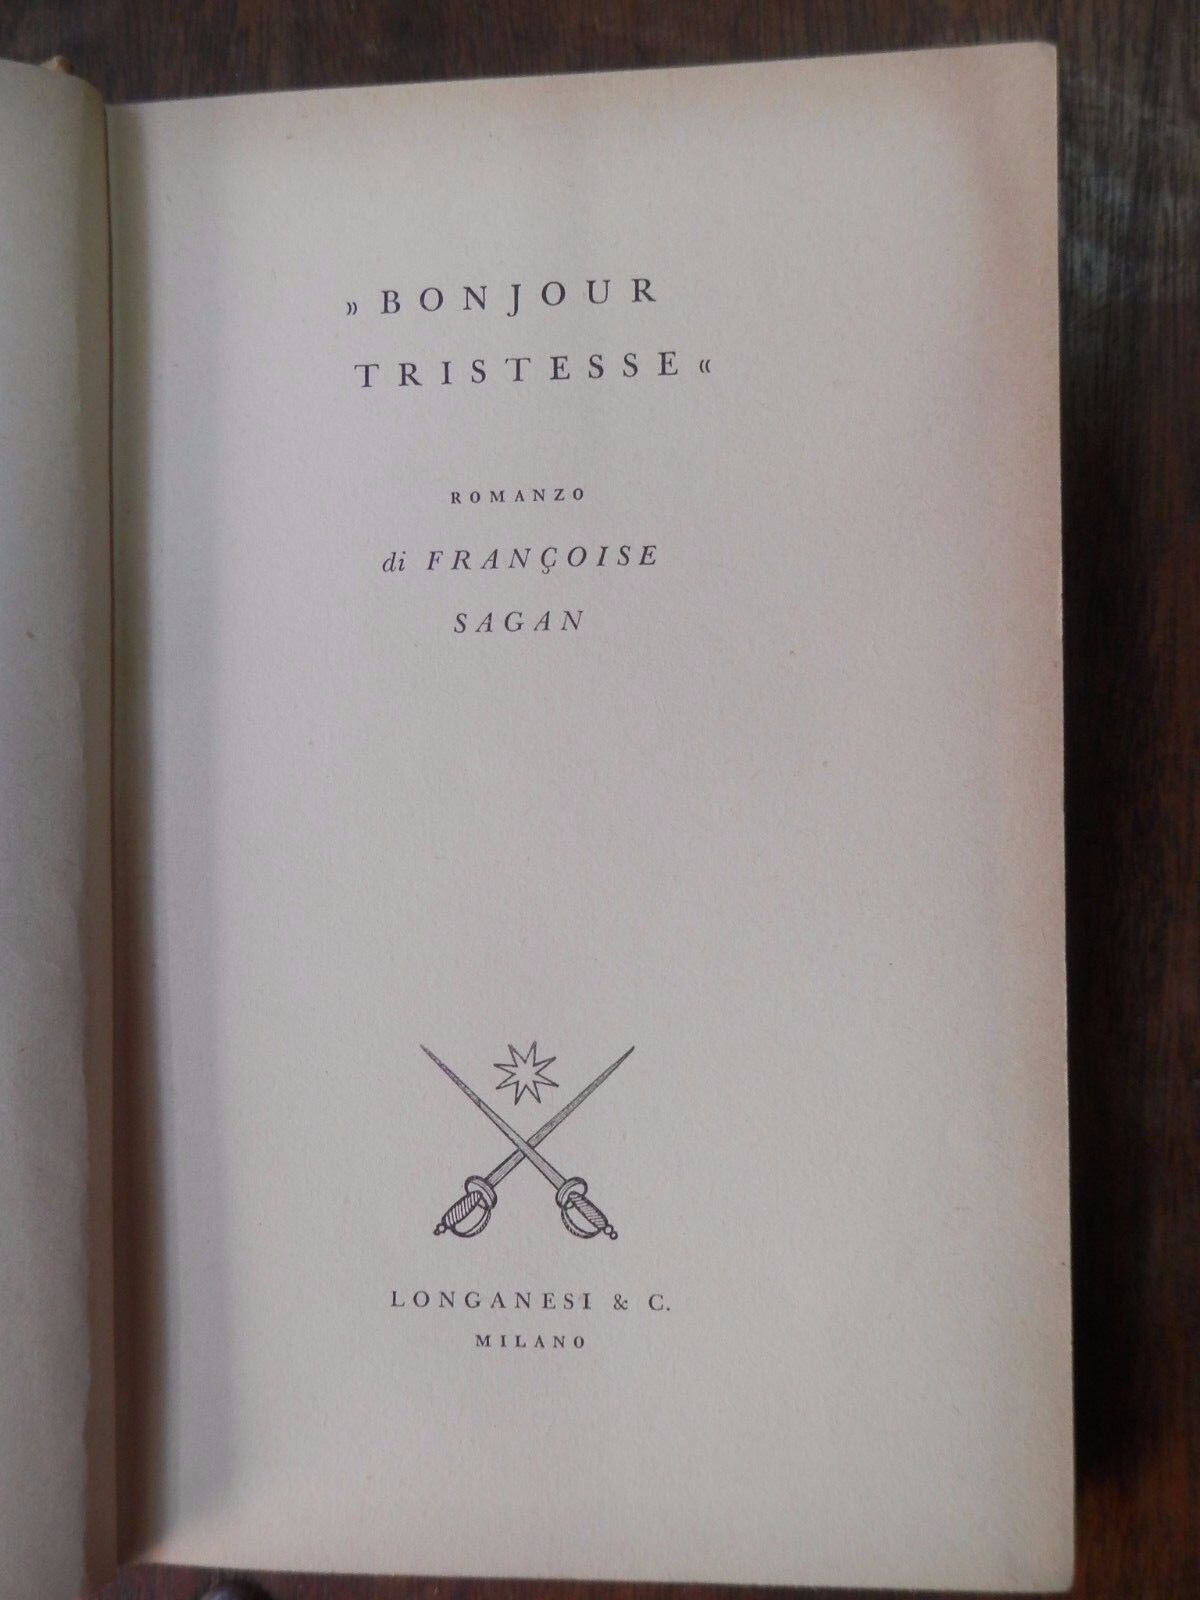 »BONJOUR
TRISTESSE«
ROMANZO
di FRANÇOISE
SAGAN
LONGANESI & C.
MILANO